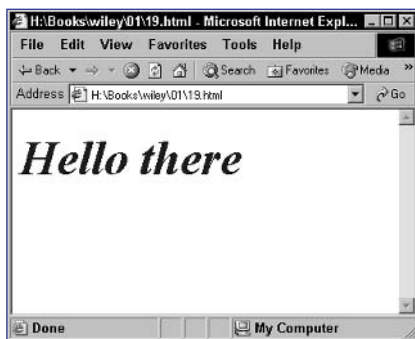 H:\Books\wiley\01\19.html - Microsoft Internet Expl...
File Edit View Favorites Tools Help
Back Search Favorites Media »
Address H:\Books\wiley\01\19.html Go
Hello there
Done My Computer